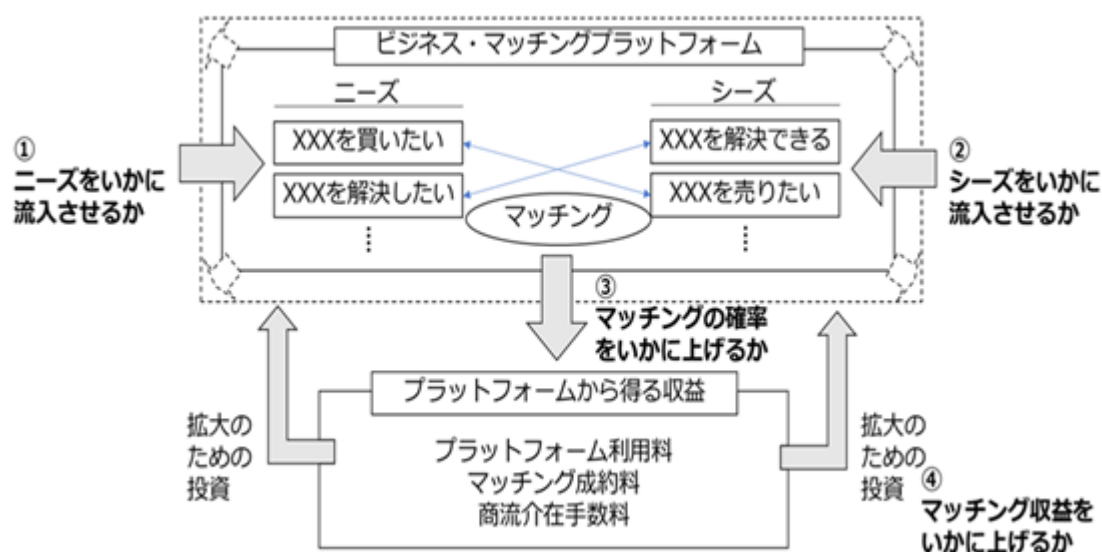 ビジネス・マッチングプラットフォーム
ニーズ
シーズ
XXXを買いたい
XXXを解決できる
XXXを解決したい
XXXを売りたい
マッチング
①
ニーズをいかに
流入させるか
②
シーズをいかに
流入させるか
③
マッチングの確率
をいかに上げるか
プラットフォームから得る収益
プラットフォーム利用料
マッチング成約料
商流介在手数料
拡大の
ための
投資
拡大の
ための
投資
④
マッチング収益を
いかに上げるか